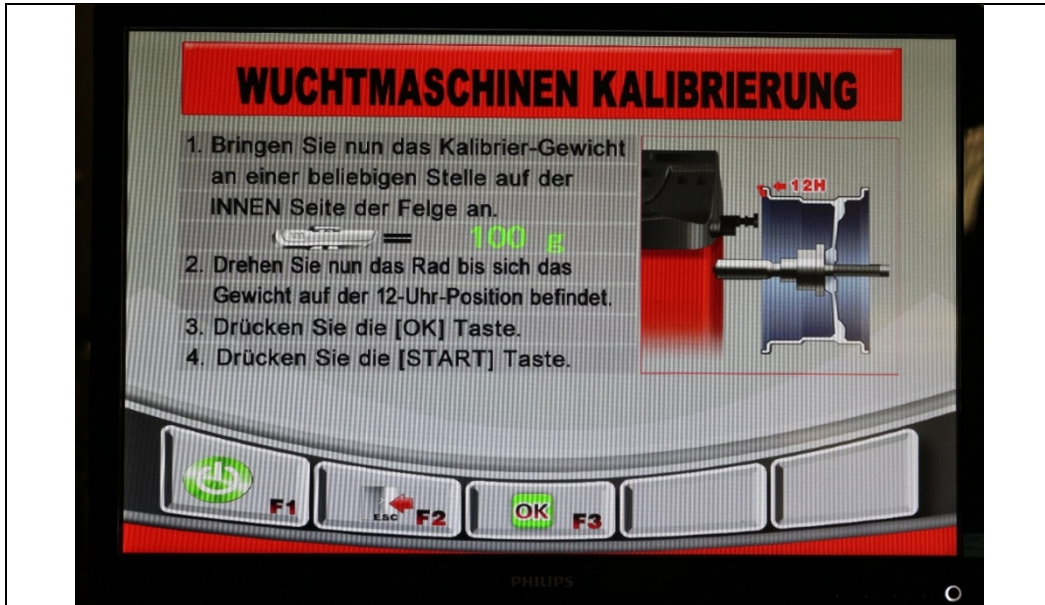 WUCHTMASCHINEN KALIBRIERUNG
1. Bringen Sie nun das Kalibrier-Gewicht
an einer beliebigen Stelle auf der
INNEN Seite der Felge an.
= 100 g
2. Drehen Sie nun das Rad bis sich das
Gewicht auf der 12-Uhr-Position befindet.
3. Drücken Sie die [OK] Taste.
4. Drücken Sie die [START] Taste.
12H
F1
ESC F2
OK F3
PHILIPS